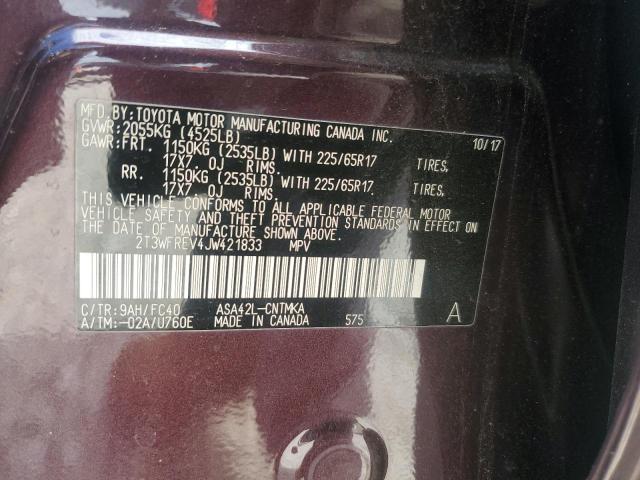 MFD. BY: TOYOTA MOTOR MANUFACTURING CANADA INC. 10/17
GVWR: 2055KG (4525LB)
GAWR: FRT. 1150KG (2535LB) WITH 225/65R17 TIRES,
17X7.0J RIMS.
RR. 1150KG (2535LB) WITH 225/65R17 TIRES,
17X7.0J RIMS.
THIS VEHICLE CONFORMS TO ALL APPLICABLE FEDERAL MOTOR
VEHICLE SAFETY AND THEFT PREVENTION STANDARDS IN EFFECT ON
THE DATE OF MANUFACTURE SHOWN ABOVE.
2T3WFREV4JW421833 MPV
C/TR: 9AH/FC40 ASA42L-CNTMKA
A/TM: -02A/U760E MADE IN CANADA 575 A